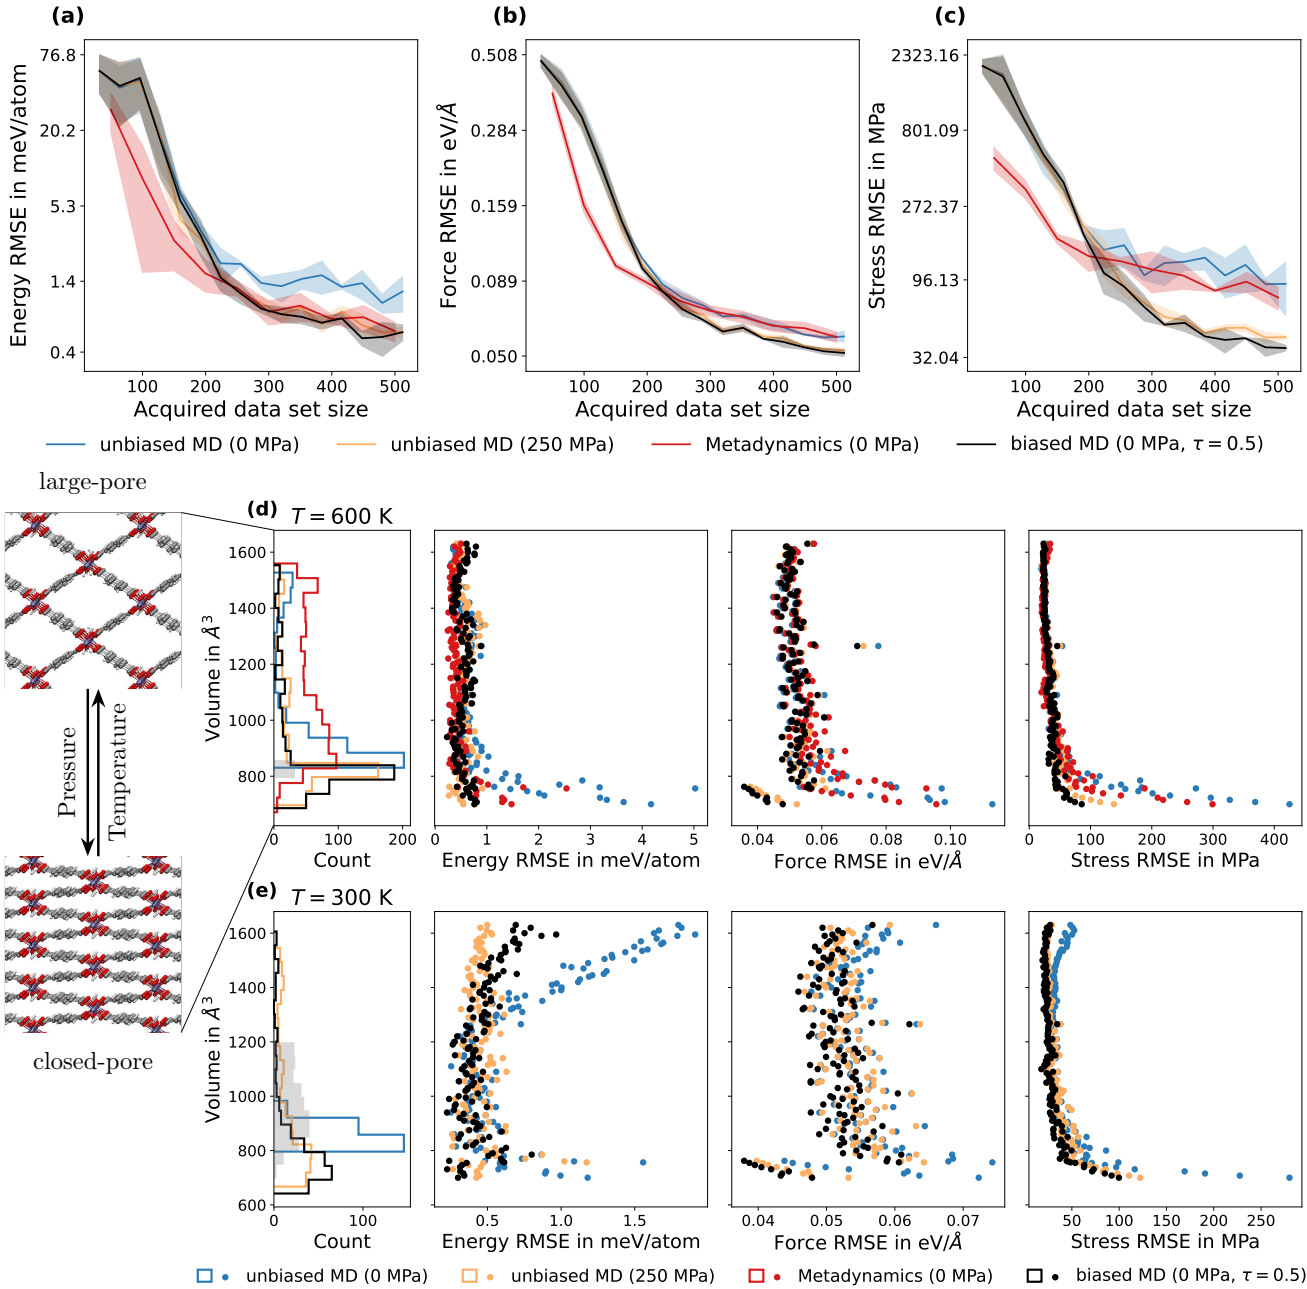 (a)
(b)
(c)
76.8
20.2
5.3
1.4
0.4
Energy RMSE in meV/atom
100 200 300 400 500
Acquired data set size
0.508
0.284
0.159
0.089
0.050
Force RMSE in eV/Å
100 200 300 400 500
Acquired data set size
2323.16
801.09
272.37
96.13
32.04
Stress RMSE in MPa
100 200 300 400 500
Acquired data set size
unbiased MD (0 MPa)
unbiased MD (250 MPa)
Metadynamics (0 MPa)
biased MD (0 MPa, τ = 0.5)
large-pore
Pressure
Temperature
closed-pore
(d)
T = 600 K
1600
1400
1200
1000
800
Volume in Å³
0 100 200
Count
0 1 2 3 4 5
Energy RMSE in meV/atom
0.04 0.06 0.08 0.10
Force RMSE in eV/Å
0 100 200 300 400
Stress RMSE in MPa
(e)
T = 300 K
1600
1400
1200
1000
800
600
Volume in Å³
0 100
Count
0.5 1.0 1.5
Energy RMSE in meV/atom
0.04 0.05 0.06 0.07
Force RMSE in eV/Å
50 100 150 200 250
Stress RMSE in MPa
unbiased MD (0 MPa)
unbiased MD (250 MPa)
Metadynamics (0 MPa)
biased MD (0 MPa, τ = 0.5)